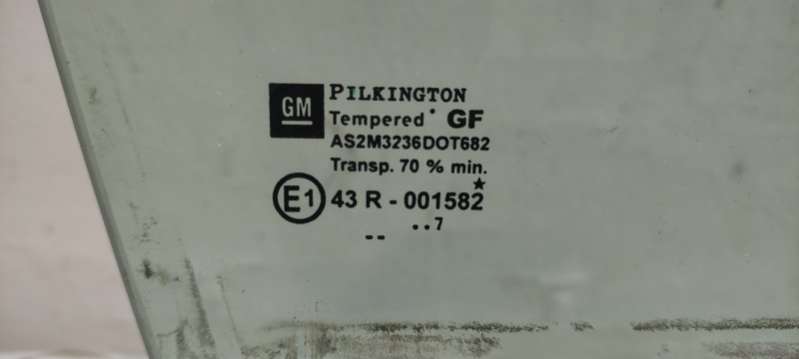 GM
PILKINGTON
Tempered GF
AS2M3236DOT682
Transp. 70 % min.
E1 43 R - 001582
..7
--